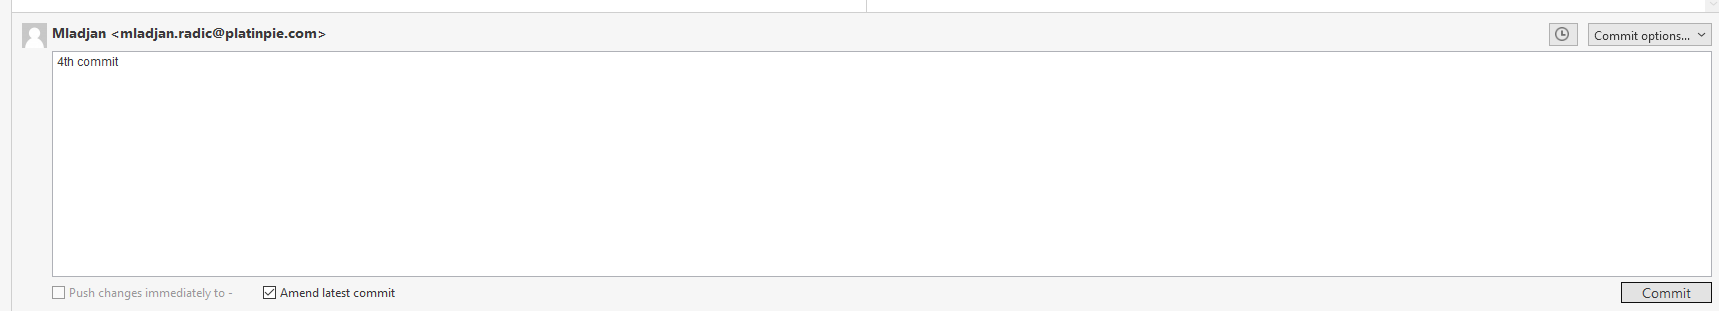 Mladjan <mladjan.radic@platinpie.com>
Commit options...
4th commit
Push changes immediately to -
Amend latest commit
Commit